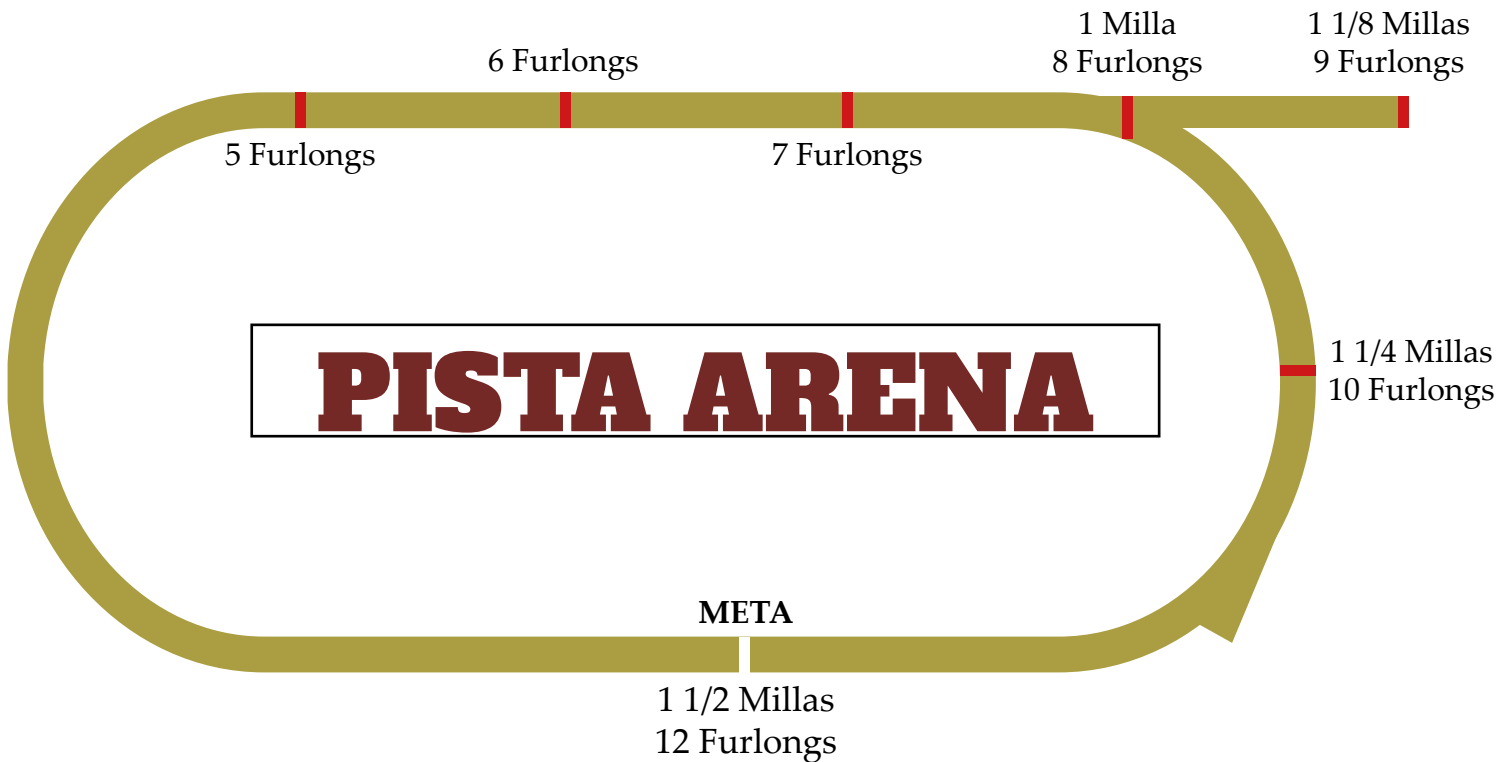 1 Milla
8 Furlongs
1 1/8 Millas
9 Furlongs
6 Furlongs
5 Furlongs
7 Furlongs
PISTA ARENA
1 1/4 Millas
10 Furlongs
META
1 1/2 Millas
12 Furlongs